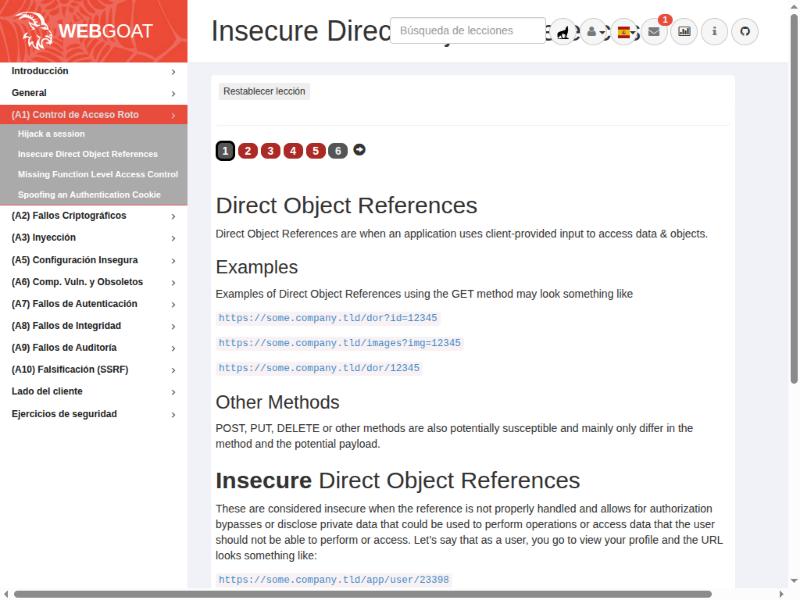 WEBGOAT
Insecure Direc
Búsqueda de lecciones
1
Introducción
General
(A1) Control de Acceso Roto
Hijack a session
Insecure Direct Object References
Missing Function Level Access Control
Spoofing an Authentication Cookie
(A2) Fallos Criptográficos
(A3) Inyección
(A5) Configuración Insegura
(A6) Comp. Vuln. y Obsoletos
(A7) Fallos de Autenticación
(A8) Fallos de Integridad
(A9) Fallos de Auditoría
(A10) Falsificación (SSRF)
Lado del cliente
Ejercicios de seguridad
Restablecer lección
1 2 3 4 5 6
Direct Object References
Direct Object References are when an application uses client-provided input to access data & objects.
Examples
Examples of Direct Object References using the GET method may look something like
https://some.company.tld/dor?id=12345
https://some.company.tld/images?img=12345
https://some.company.tld/dor/12345
Other Methods
POST, PUT, DELETE or other methods are also potentially susceptible and mainly only differ in the
method and the potential payload.
Insecure Direct Object References
These are considered insecure when the reference is not properly handled and allows for authorization
bypasses or disclose private data that could be used to perform operations or access data that the user
should not be able to perform or access. Let's say that as a user, you go to view your profile and the URL
looks something like:
https://some.company.tld/app/user/23398